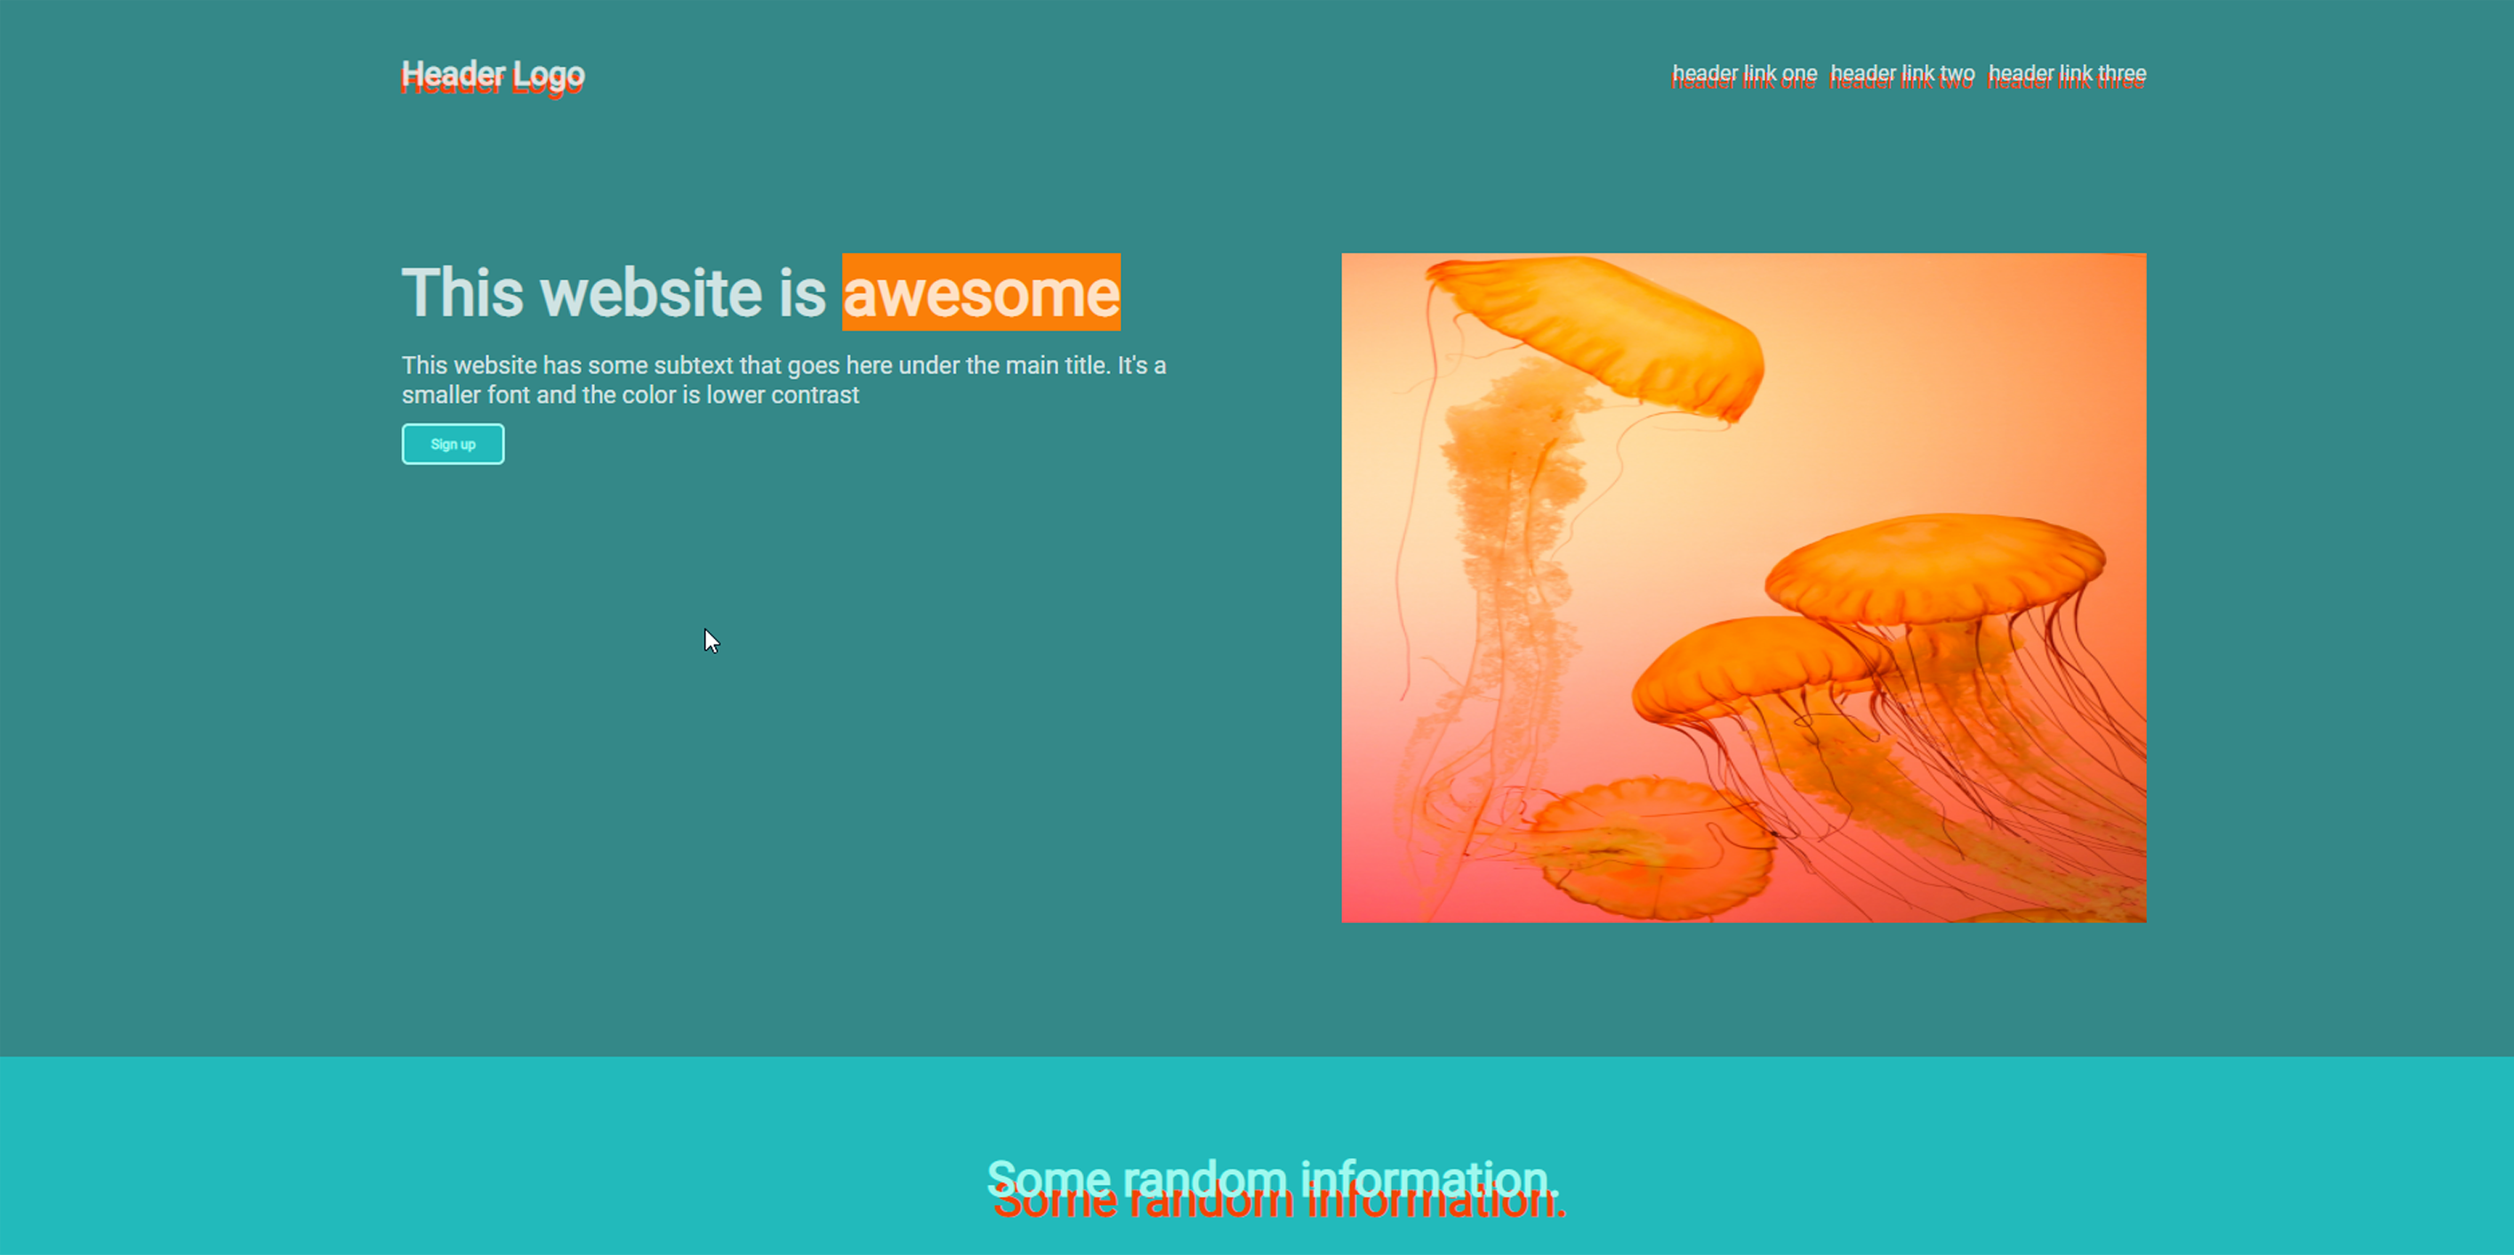 Header Logo
header link one header link two header link three
This website is awesome
This website has some subtext that goes here under the main title. It's a
smaller font and the color is lower contrast
Sign up
Some random information.